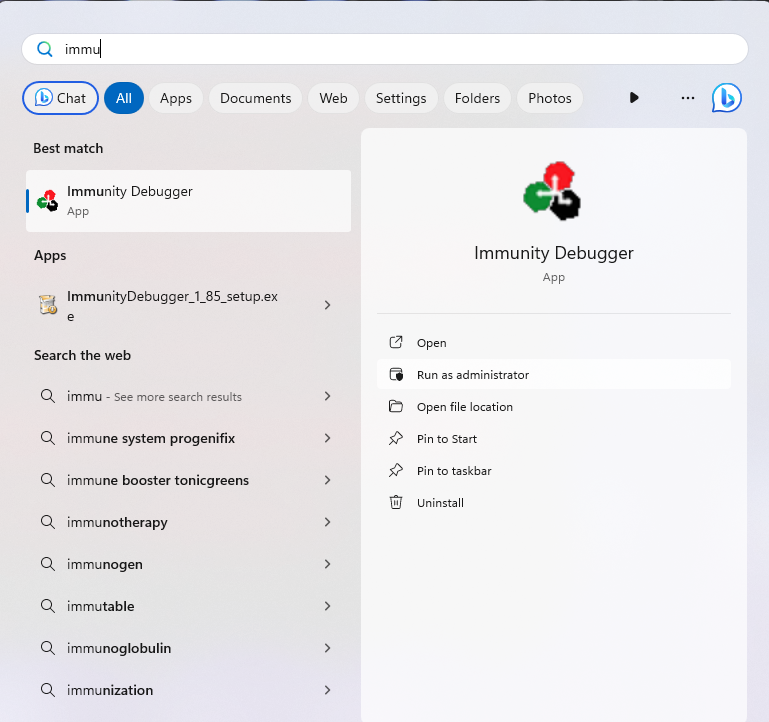 immu
Chat All Apps Documents Web Settings Folders Photos ...
Best match
Immunity Debugger
App
Apps
ImmunityDebugger_1_85_setup.ex
e
Search the web
immu - See more search results
immune system progenifix
immune booster tonicgreens
immunotherapy
immunogen
immutable
immunoglobulin
immunization
Immunity Debugger
App
Open
Run as administrator
Open file location
Pin to Start
Pin to taskbar
Uninstall